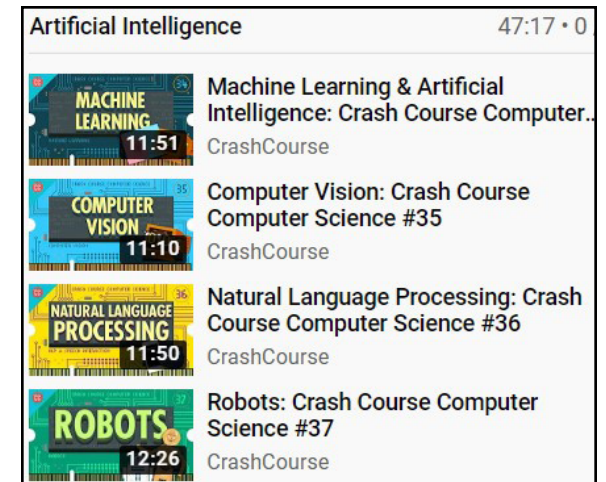 Artificial Intelligence 47:17 • 0
MACHINE
LEARNING
34
11:51
Machine Learning & Artificial
Intelligence: Crash Course Computer...
CrashCourse
COMPUTER
VISION
35
11:10
Computer Vision: Crash Course
Computer Science #35
CrashCourse
NATURAL LANGUAGE
PROCESSING
36
11:50
Natural Language Processing: Crash
Course Computer Science #36
CrashCourse
ROBOTS
37
12:26
Robots: Crash Course Computer
Science #37
CrashCourse